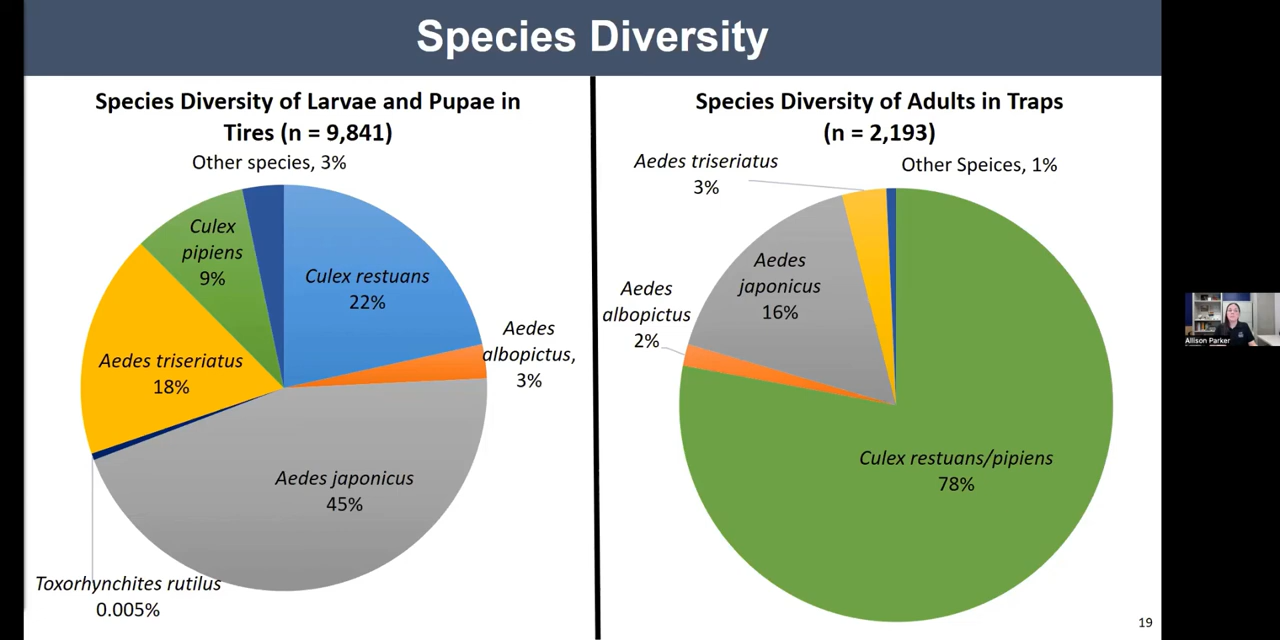 Species Diversity
Species Diversity of Larvae and Pupae in
Tires (n = 9,841)
Other species, 3%
Culex
pipiens
9%
Culex restuans
22%
Aedes
albopictus,
3%
Aedes triseriatus
18%
Aedes japonicus
45%
Toxorhynchites rutilus
0.005%
Species Diversity of Adults in Traps
(n = 2,193)
Aedes triseriatus
3%
Other Speices, 1%
Aedes
japonicus
16%
Aedes
albopictus
2%
Culex restuans/pipiens
78%
19
Allison Parker